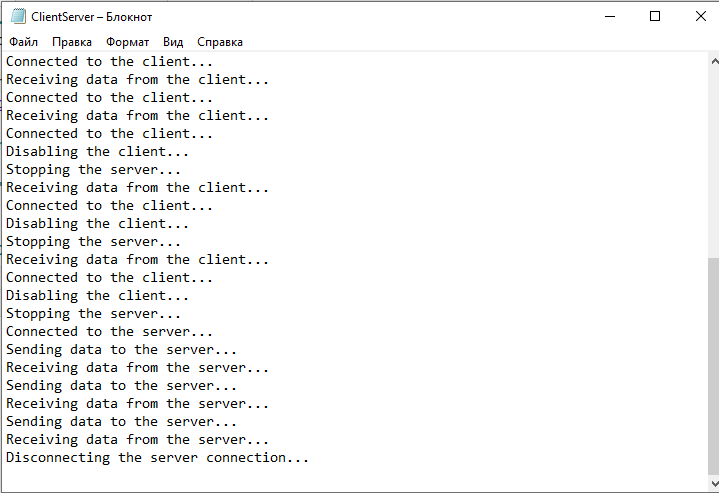 ClientServer – Блокнот
Файл Правка Формат Вид Справка
Connected to the client...
Receiving data from the client...
Connected to the client...
Receiving data from the client...
Connected to the client...
Disabling the client...
Stopping the server...
Receiving data from the client...
Connected to the client...
Disabling the client...
Stopping the server...
Receiving data from the client...
Connected to the client...
Disabling the client...
Stopping the server...
Connected to the server...
Sending data to the server...
Receiving data from the server...
Sending data to the server...
Receiving data from the server...
Sending data to the server...
Receiving data from the server...
Disconnecting the server connection...